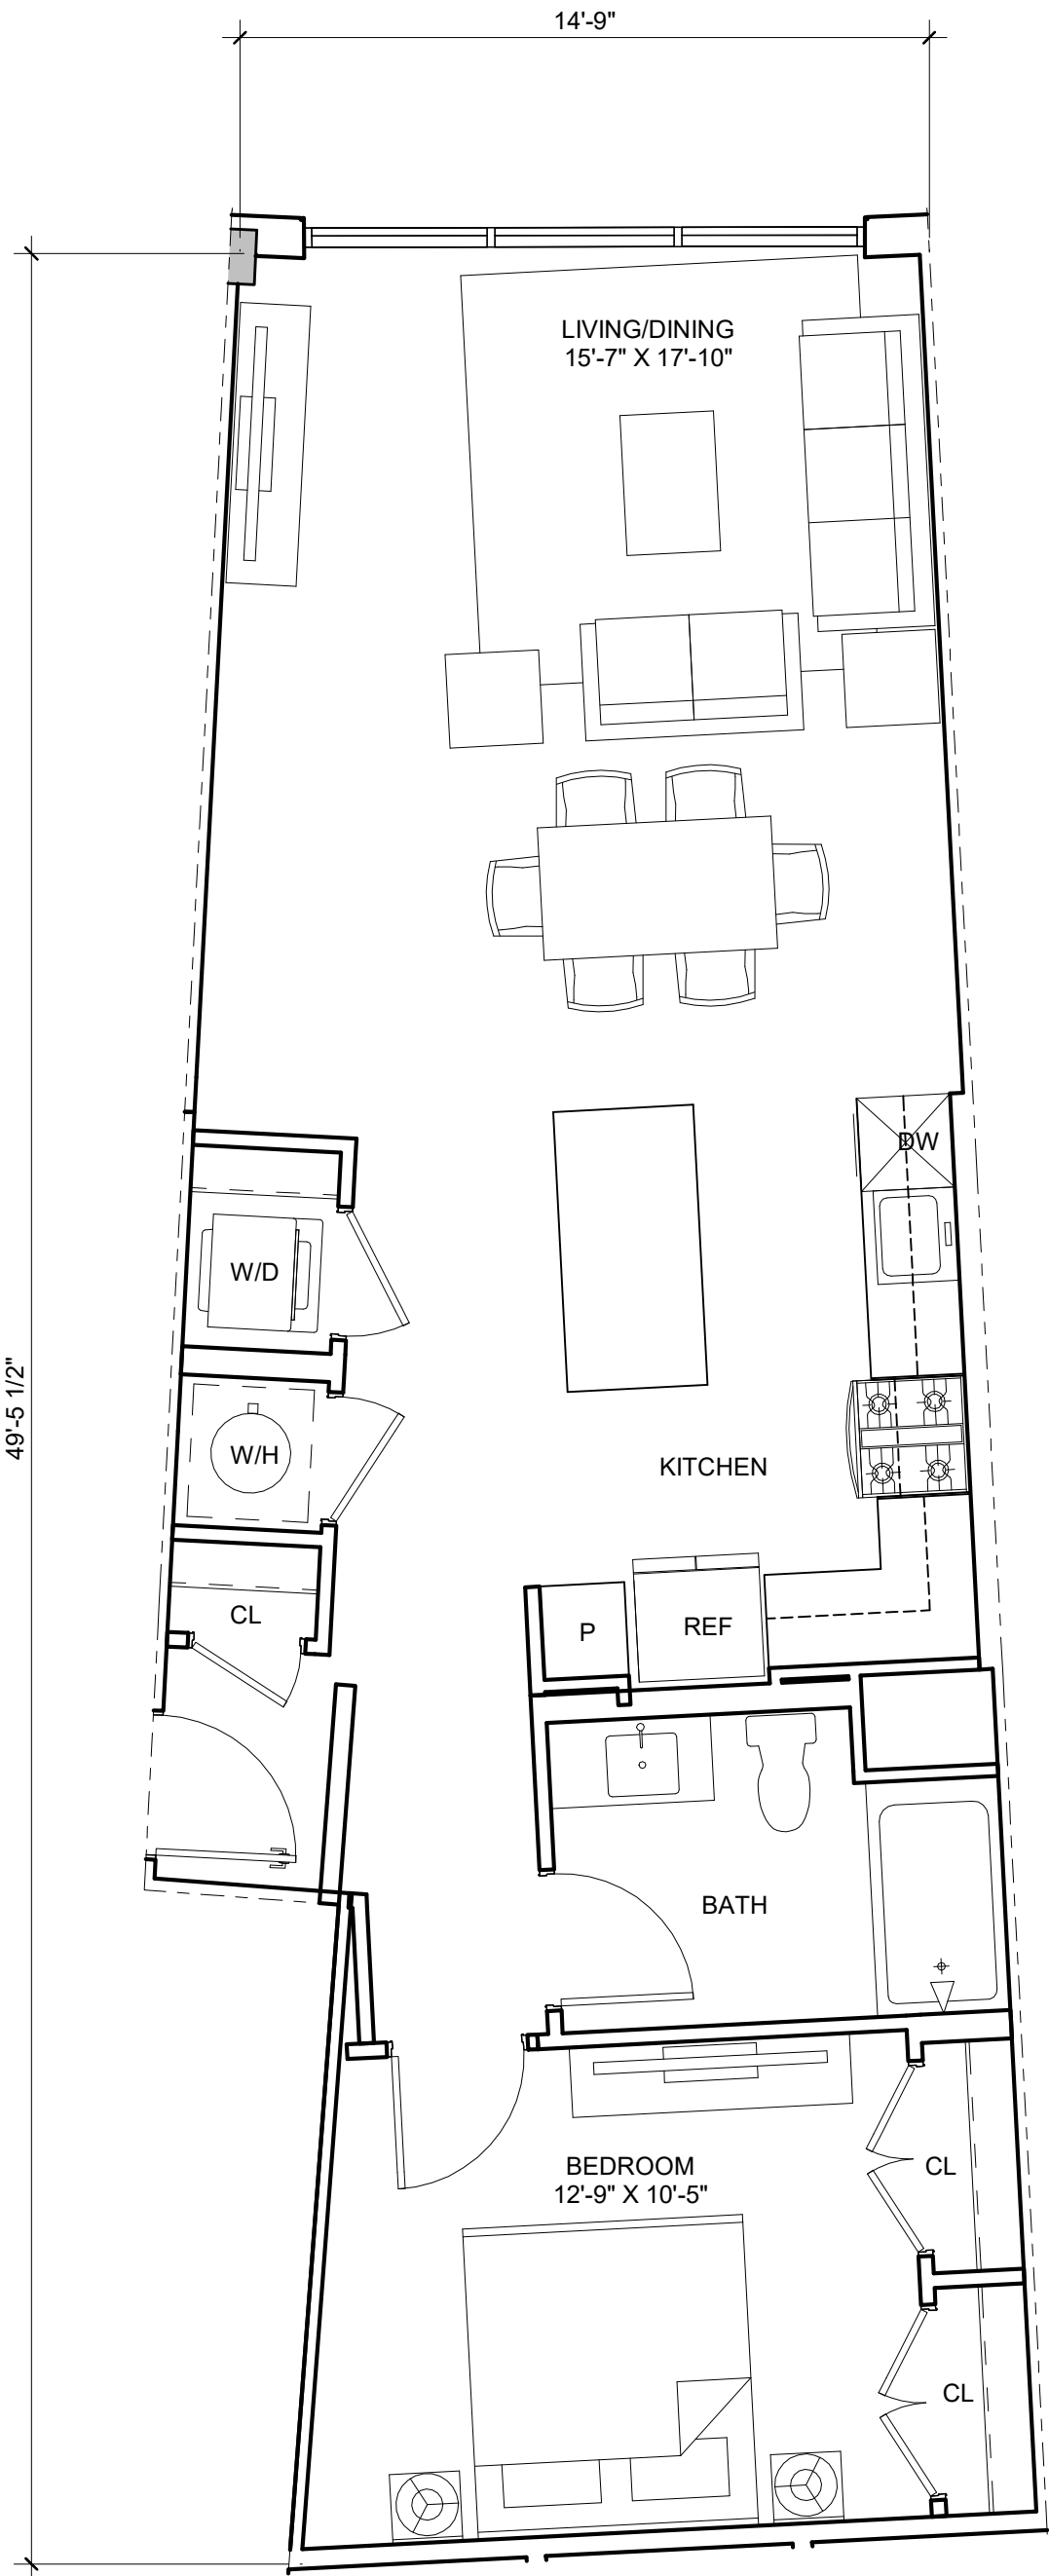 14'-9"
LIVING/DINING
15'-7" X 17'-10"
DW
W/D
49'-5 1/2"
W/H
KITCHEN
CL
P
REF
BATH
BEDROOM
12'-9" X 10'-5"
CL
CL